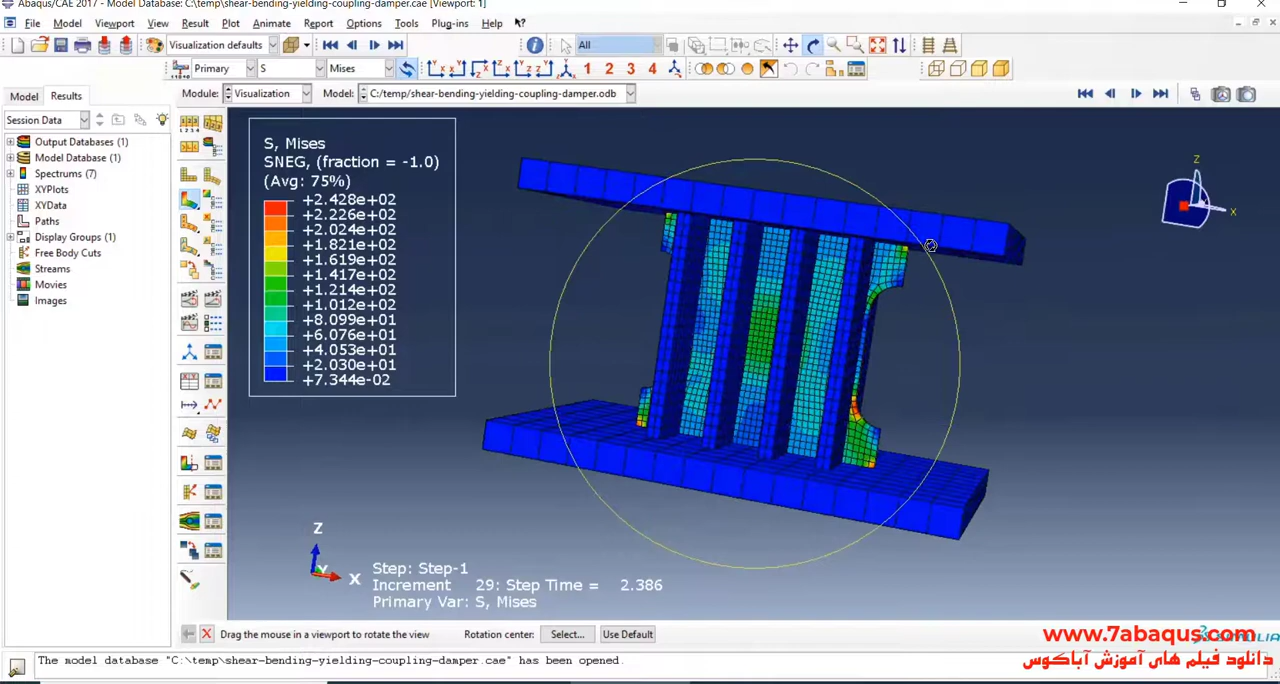 Abaqus/CAE 2017 - Model Database: C:\temp\shear-bending-yielding-coupling-damper.cae [Viewport: 1]
File Model Viewport View Result Plot Animate Report Options Tools Plug-ins Help
Visualization defaults All
Primary S Mises 1 2 3 4
Model Results Module: Visualization Model: C:/temp/shear-bending-yielding-coupling-damper.odb
Session Data
Output Databases (1)
Model Database (1)
Spectrums (7)
XYPlots
XYData
Paths
Display Groups (1)
Free Body Cuts
Streams
Movies
Images
S, Mises
SNEG, (fraction = -1.0)
(Avg: 75%)
+2.428e+02
+2.226e+02
+2.024e+02
+1.821e+02
+1.619e+02
+1.417e+02
+1.214e+02
+1.012e+02
+8.099e+01
+6.076e+01
+4.053e+01
+2.030e+01
+7.344e-02
Z
X
Z
Y
X
Step: Step-1
Increment 29: Step Time = 2.386
Primary Var: S, Mises
Drag the mouse in a viewport to rotate the view Rotation center: Select... Use Default
www.7abaqus.com
دانلود فیلم های آموزش آباکوس
The model database "C:\temp\shear-bending-yielding-coupling-damper.cae" has been opened.